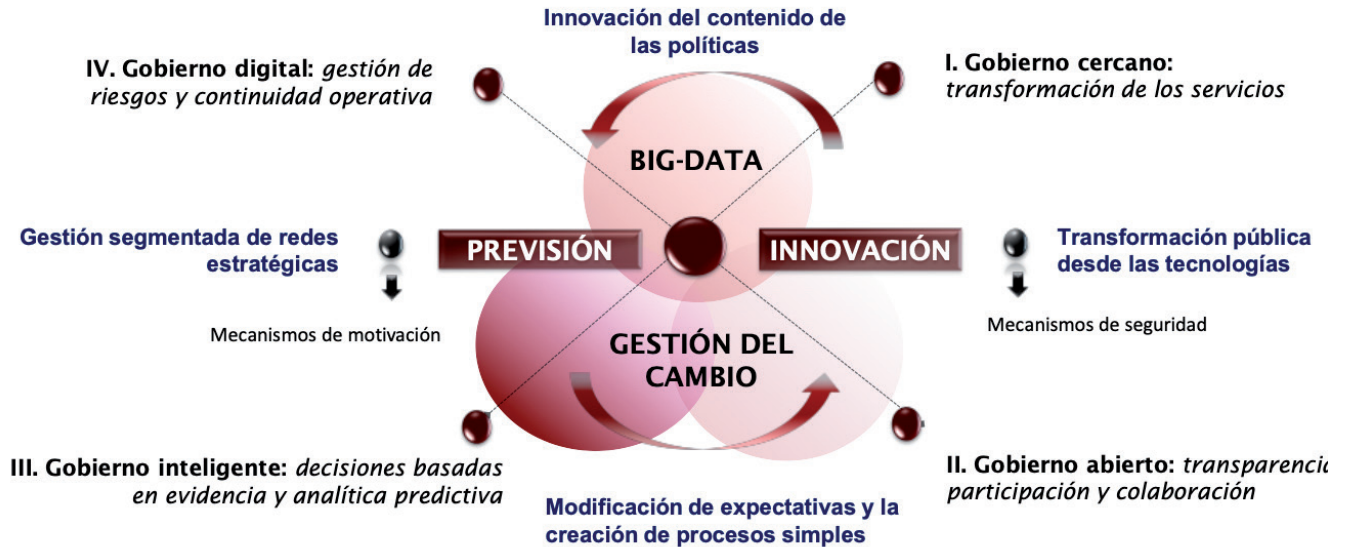 Innovación del contenido de
las políticas
IV. Gobierno digital: gestión de
riesgos y continuidad operativa
I. Gobierno cercano:
transformación de los servicios
BIG-DATA
Gestión segmentada de redes
estratégicas
PREVISIÓN
INNOVACIÓN
Transformación pública
desde las tecnologías
Mecanismos de motivación
Mecanismos de seguridad
GESTIÓN DEL
CAMBIO
III. Gobierno inteligente: decisiones basadas
en evidencia y analítica predictiva
II. Gobierno abierto: transparencia
participación y colaboración
Modificación de expectativas y la
creación de procesos simples